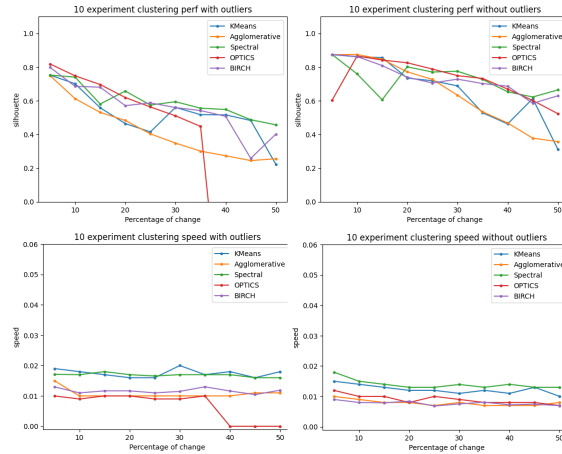 10 experiment clustering perf with outliers
KMeans
Agglomerative
Spectral
OPTICS
BIRCH
silhouette
1.0
0.8
0.6
0.4
0.2
0.0
10
20
30
40
50
Percentage of change
10 experiment clustering perf without outliers
KMeans
Agglomerative
Spectral
OPTICS
BIRCH
silhouette
1.0
0.8
0.6
0.4
0.2
0.0
10
20
30
40
50
Percentage of change
10 experiment clustering speed with outliers
KMeans
Agglomerative
Spectral
OPTICS
BIRCH
speed
0.06
0.05
0.04
0.03
0.02
0.01
0.00
10
20
30
40
50
Percentage of change
10 experiment clustering speed without outliers
KMeans
Agglomerative
Spectral
OPTICS
BIRCH
speed
0.06
0.05
0.04
0.03
0.02
0.01
0.00
10
20
30
40
50
Percentage of change